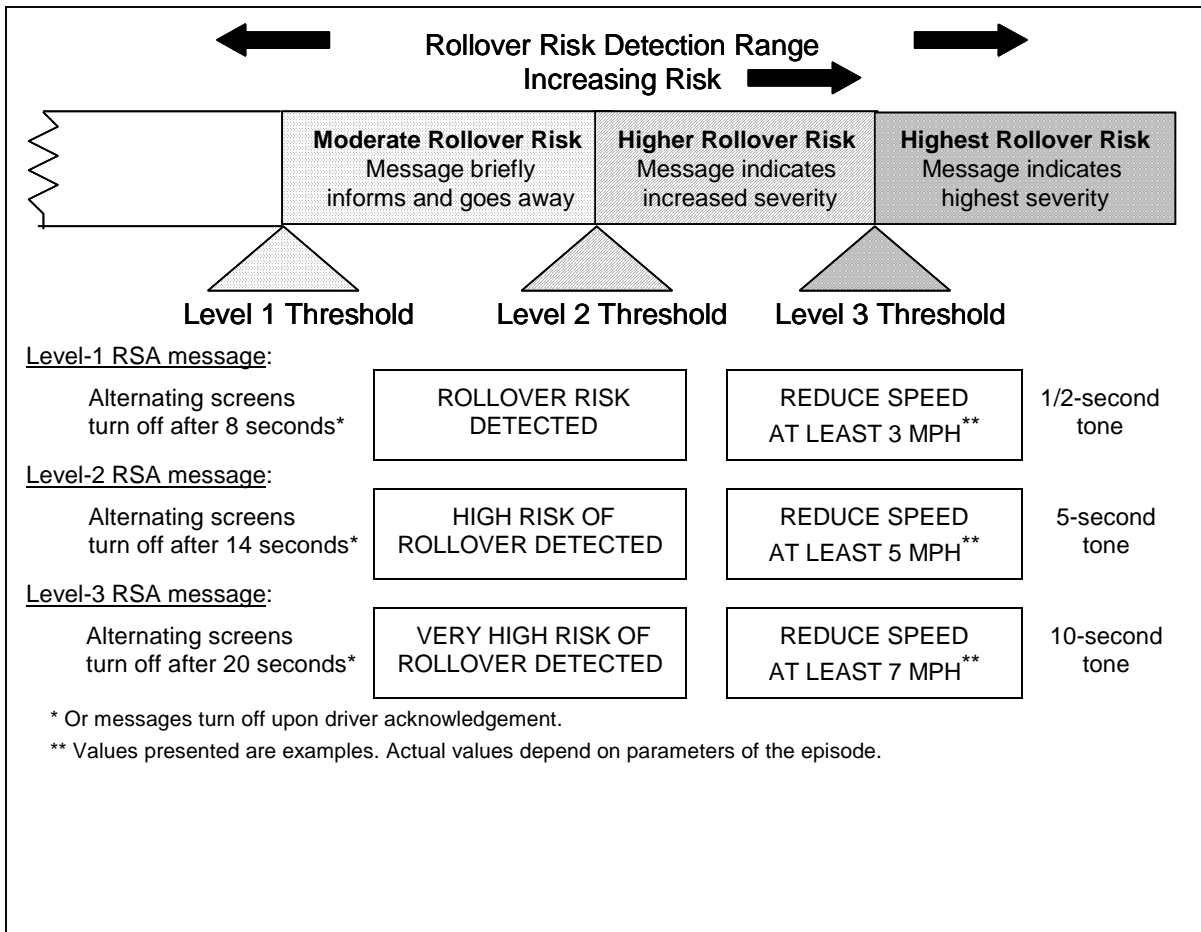 Rollover Risk Detection Range
Increasing Risk
Moderate Rollover Risk
Message briefly
informs and goes away
Higher Rollover Risk
Message indicates
increased severity
Highest Rollover Risk
Message indicates
highest severity
Level 1 Threshold
Level 2 Threshold
Level 3 Threshold
Level-1 RSA message:
Alternating screens
turn off after 8 seconds*
ROLLOVER RISK
DETECTED
REDUCE SPEED
AT LEAST 3 MPH**
1/2-second
tone
Level-2 RSA message:
Alternating screens
turn off after 14 seconds*
HIGH RISK OF
ROLLOVER DETECTED
REDUCE SPEED
AT LEAST 5 MPH**
5-second
tone
Level-3 RSA message:
Alternating screens
turn off after 20 seconds*
VERY HIGH RISK OF
ROLLOVER DETECTED
REDUCE SPEED
AT LEAST 7 MPH**
10-second
tone
* Or messages turn off upon driver acknowledgement.
** Values presented are examples. Actual values depend on parameters of the episode.